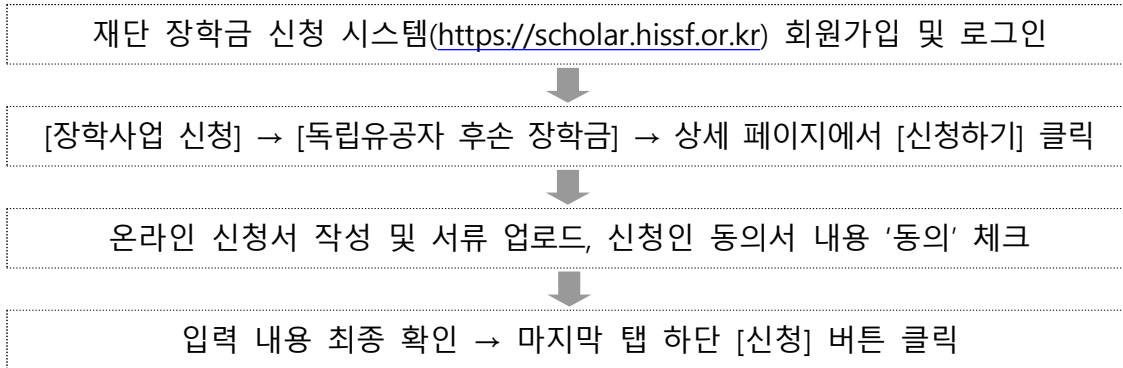 재단 장학금 신청 시스템(https://scholar.hissf.or.kr) 회원가입 및 로그인
[장학사업 신청] → [독립유공자 후손 장학금] → 상세 페이지에서 [신청하기] 클릭
온라인 신청서 작성 및 서류 업로드, 신청인 동의서 내용 '동의' 체크
입력 내용 최종 확인 → 마지막 탭 하단 [신청] 버튼 클릭